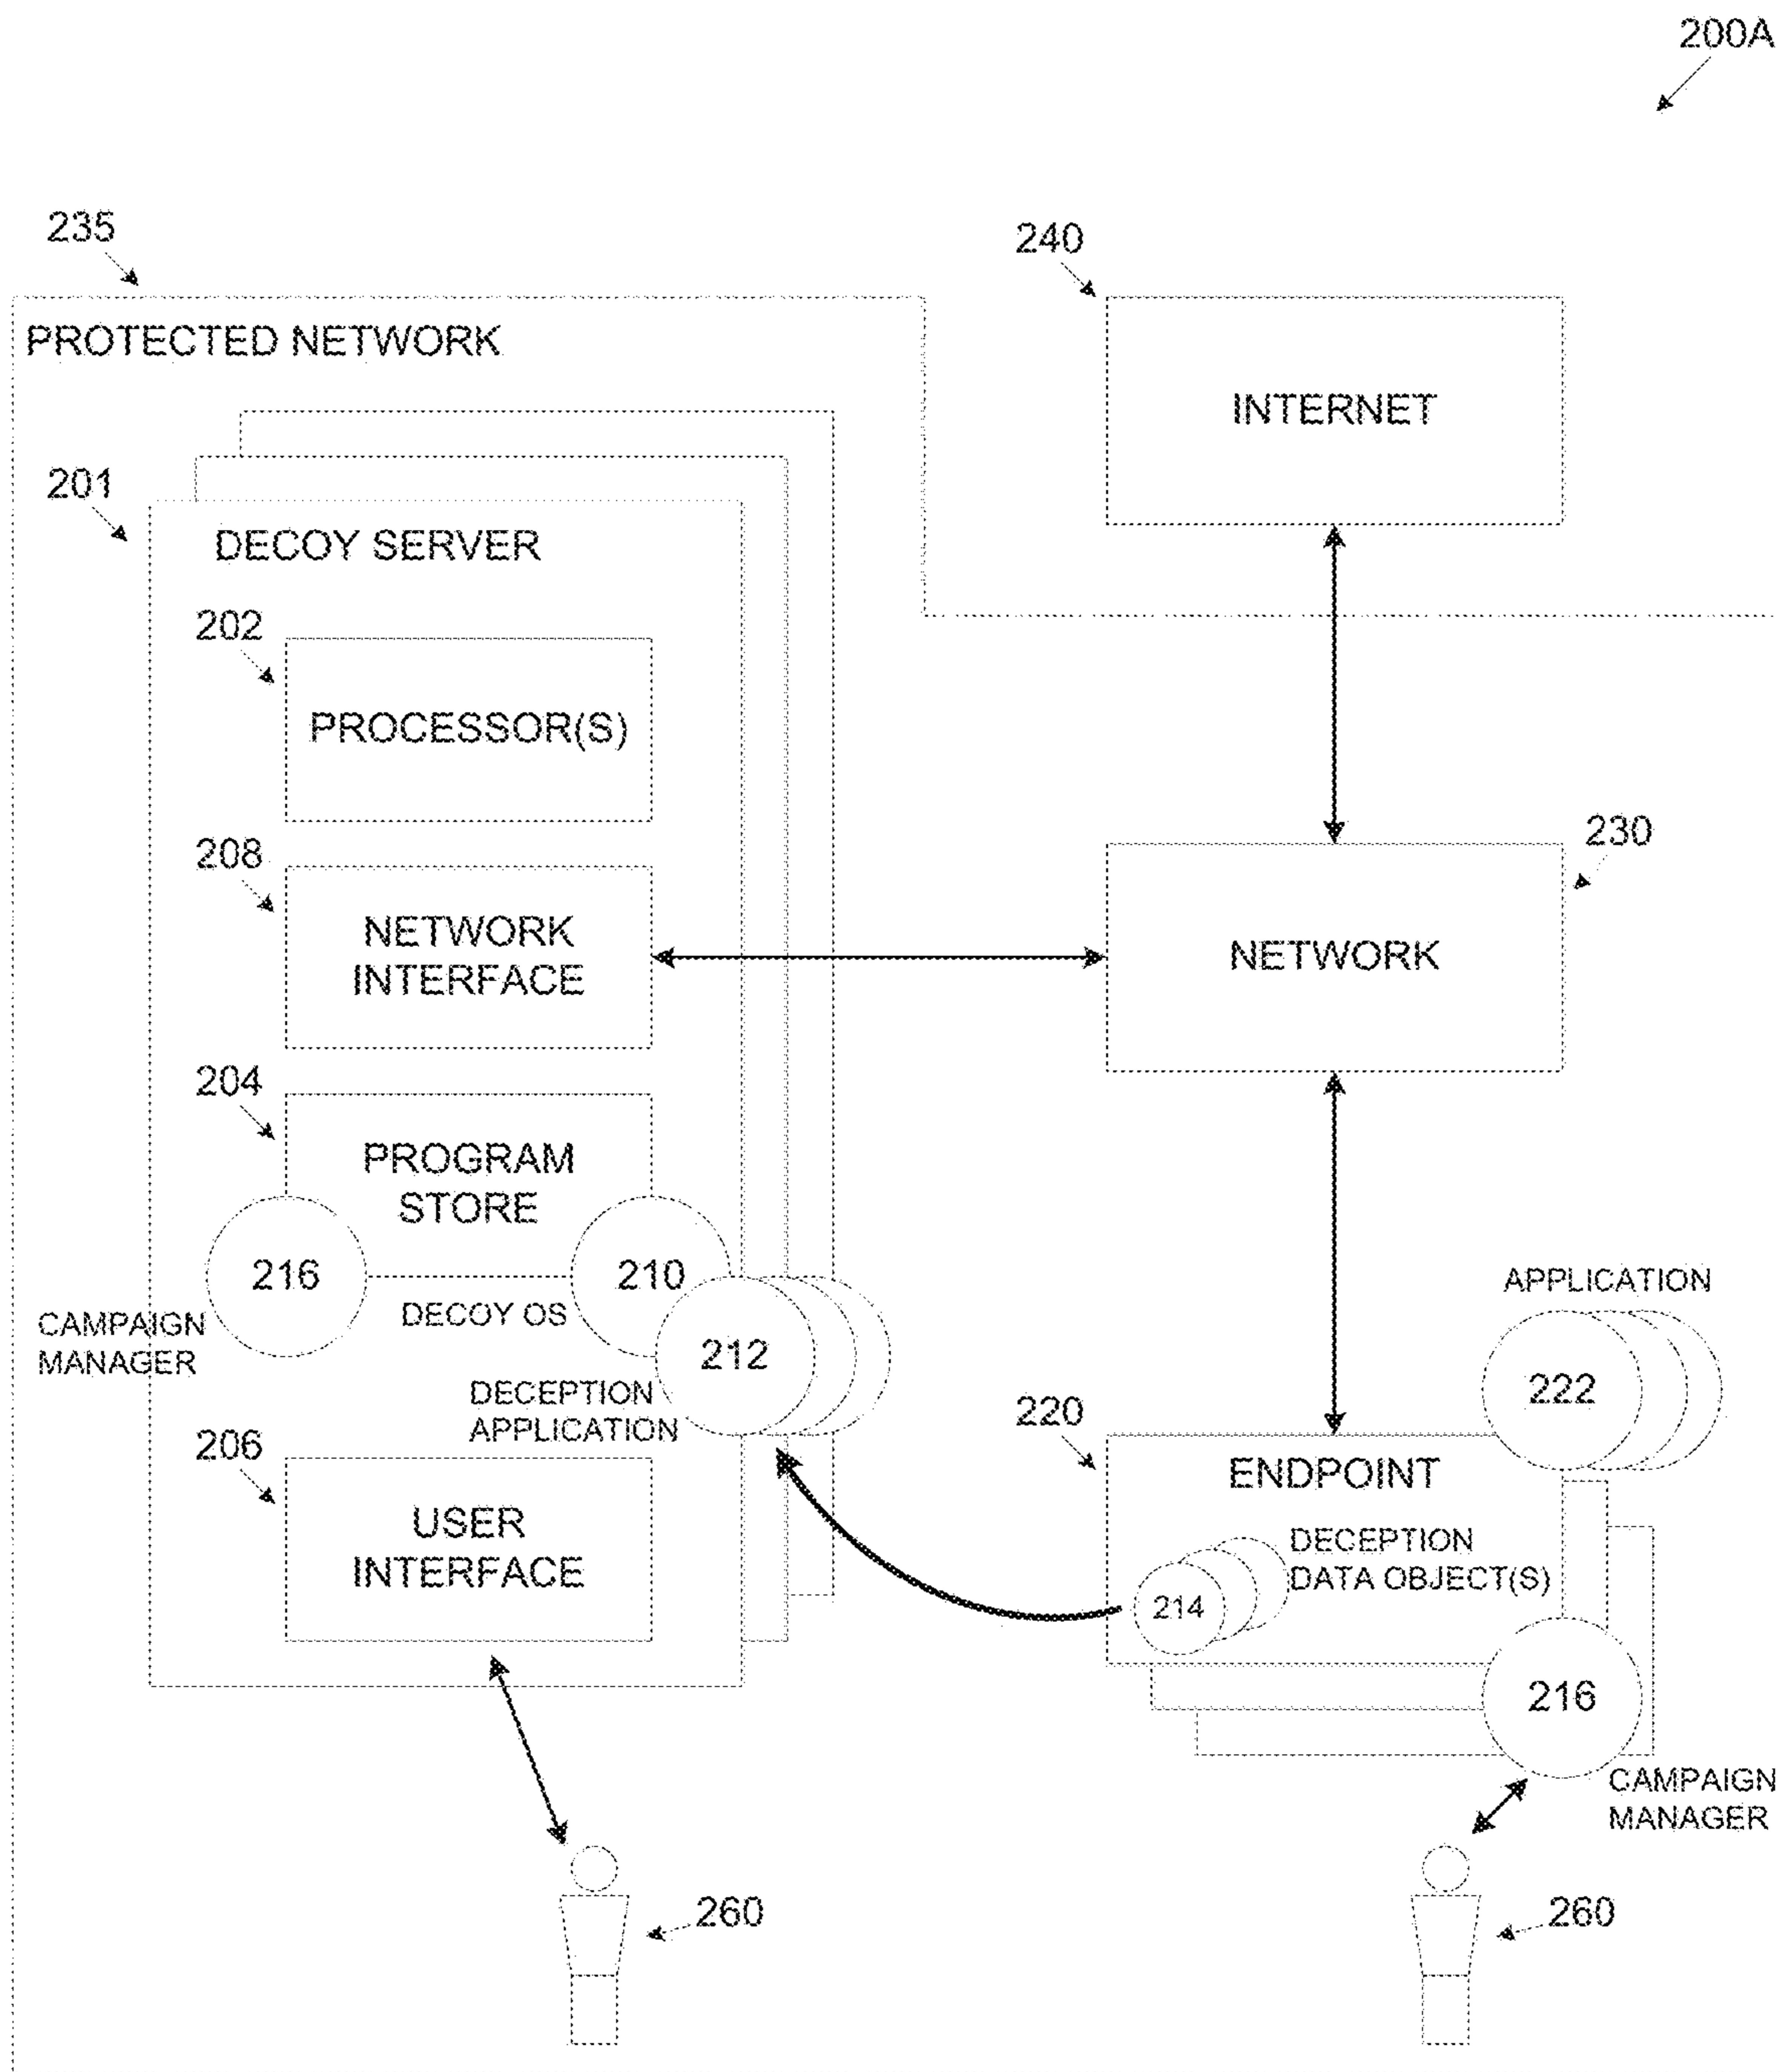 200A
235
240
PROTECTED NETWORK
INTERNET
201
DECOY SERVER
202
PROCESSOR(S)
208
NETWORK
INTERFACE
230
NETWORK
204
PROGRAM
STORE
216
210
DECOY OS
CAMPAIGN
MANAGER
212
DECEPTION
APPLICATION
APPLICATION
222
220
ENDPOINT
DECEPTION
DATA OBJECT(S)
214
206
USER
INTERFACE
216
CAMPAIGN
MANAGER
260
260